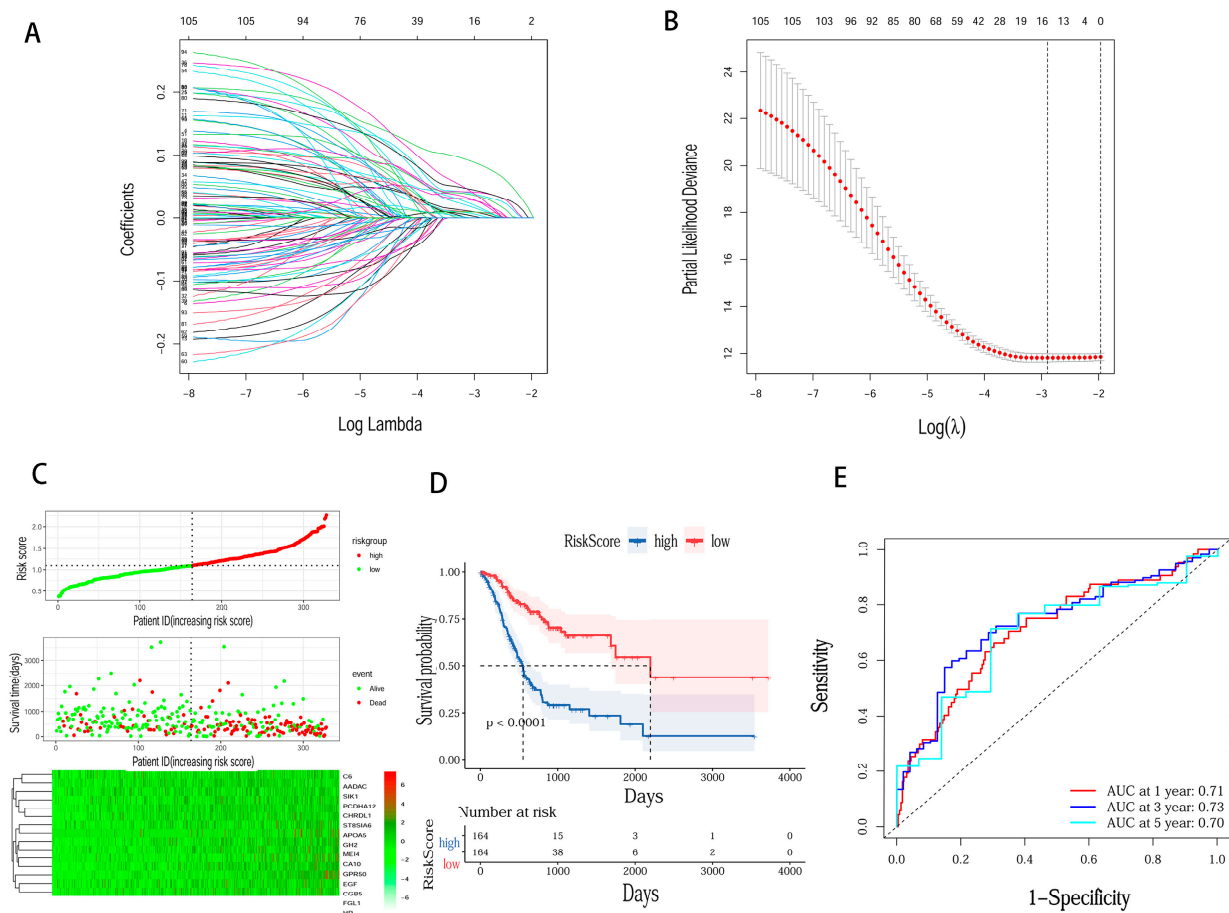 A
105 105 94 76 39 16 2
Coefficients
0.2
0.1
0.0
−0.1
−0.2
−8 −7 −6 −5 −4 −3 −2
Log Lambda
B
105 105 103 96 92 85 80 68 59 42 28 19 16 13 4 0
Partial Likelihood Deviance
24
22
20
18
16
14
12
−8 −7 −6 −5 −4 −3 −2
Log(λ)
C
Risk score
2.0
1.5
1.0
0.5
0 100 200 300
Patient ID(increasing risk score)
riskgroup
high
low
Survival time(days)
3000
2000
1000
0
0 100 200 300
Patient ID(increasing risk score)
event
Alive
Dead
C6
AADAC
SIK1
PCDHA12
CHRDL1
ST8SIA6
APOA5
GH2
MEI4
CA10
GPR50
EGF
CGB5
FGL1
6
4
2
0
−2
−4
−6
D
RiskScore high low
Survival probability
1.00
0.75
0.50
0.25
0.00
p < 0.0001
0 1000 2000 3000 4000
Days
Number at risk
RiskScore
high 164 15 3 1 0
low 164 38 6 2 0
0 1000 2000 3000 4000
Days
E
Sensitivity
1.0
0.8
0.6
0.4
0.2
0.0
AUC at 1 year: 0.71
AUC at 3 year: 0.73
AUC at 5 year: 0.70
0.0 0.2 0.4 0.6 0.8 1.0
1-Specificity